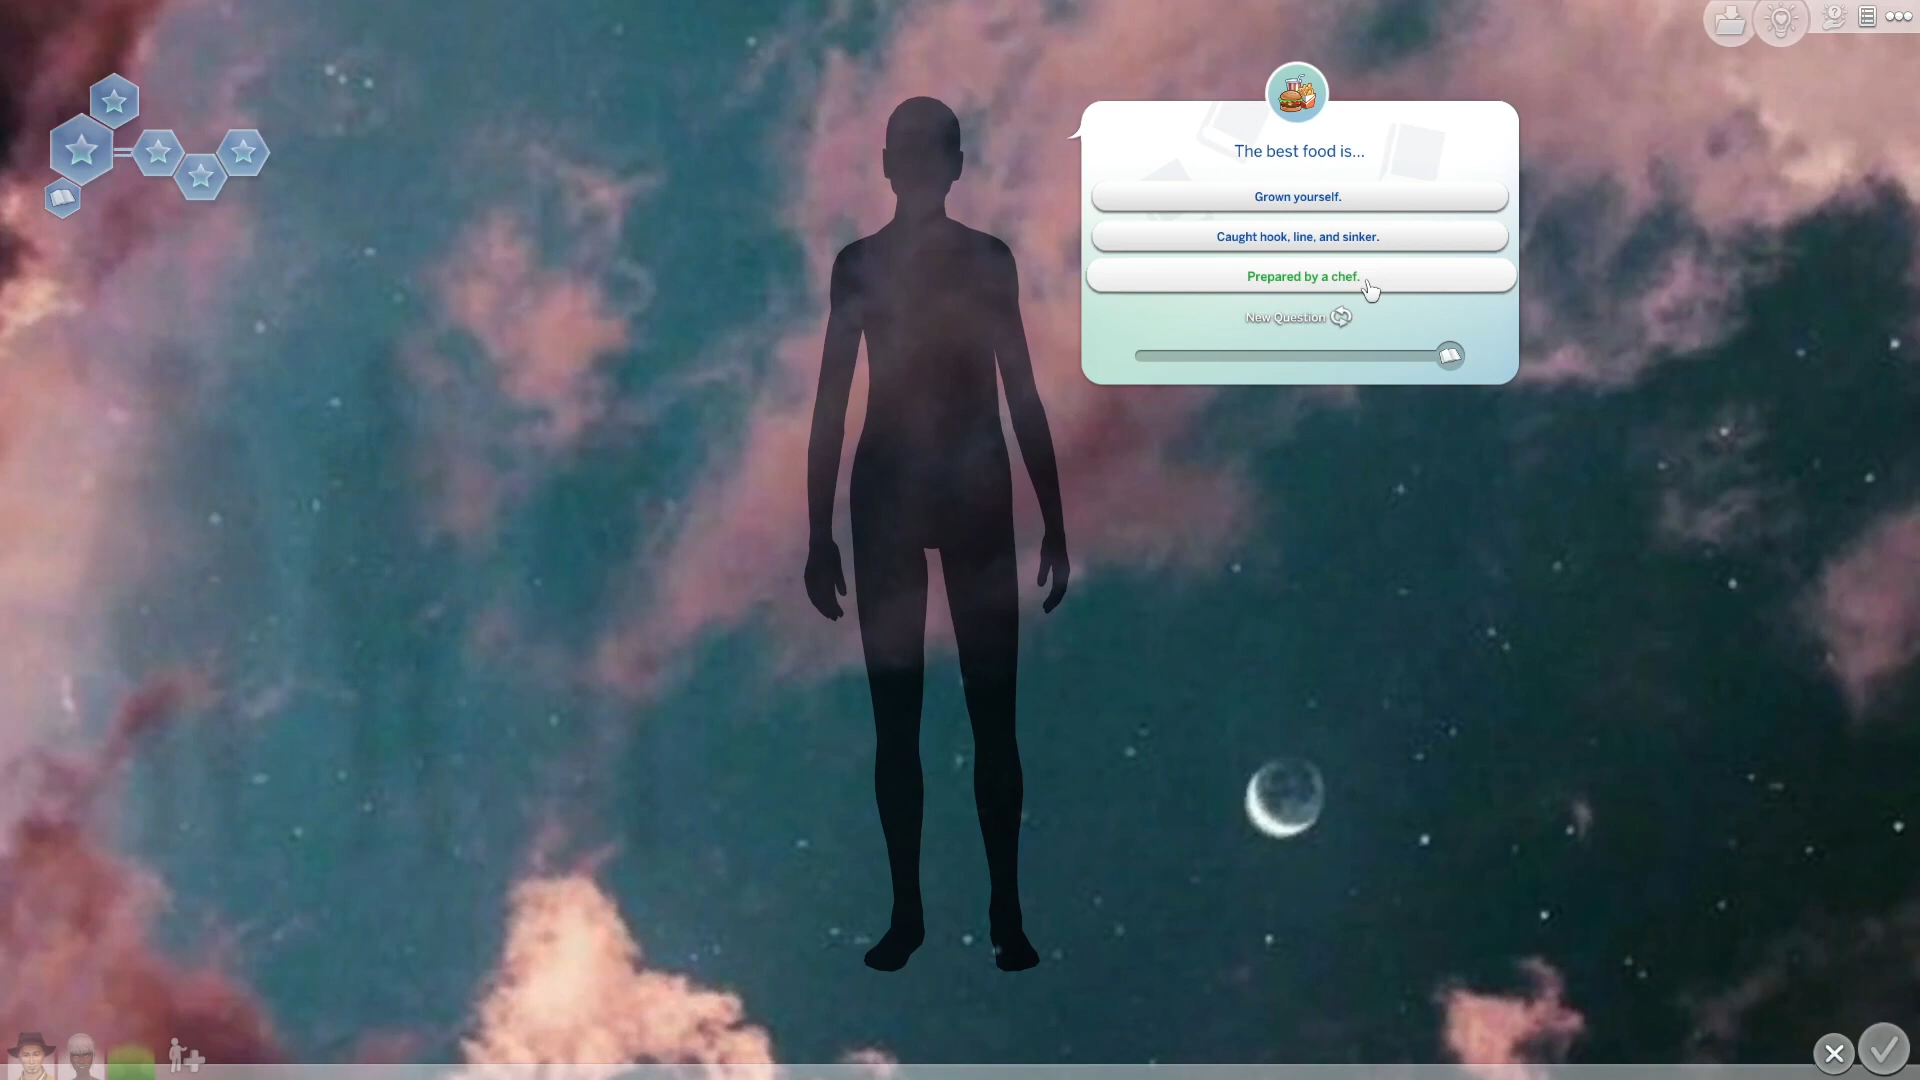 The best food is...
Grown yourself.
Caught hook, line, and sinker.
Prepared by a chef.
New Question